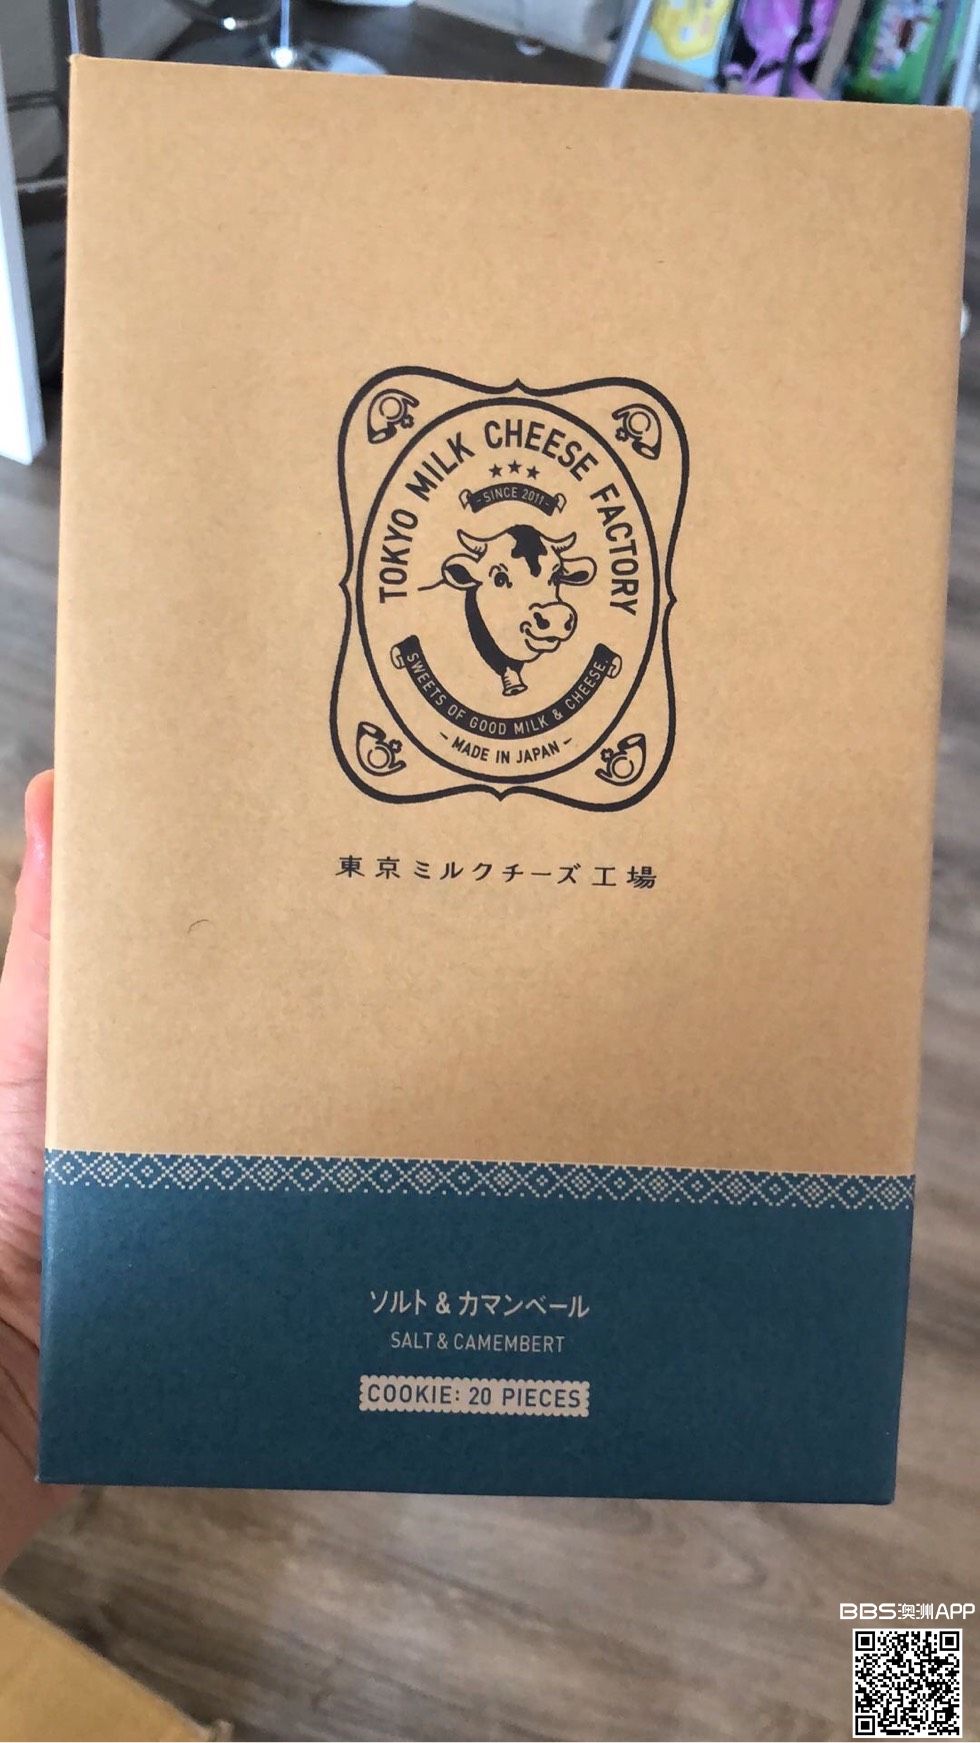 TOKYO MILK CHEESE FACTORY
-SINCE 2011-
SWEETS OF GOOD MILK & CHEESE.
- MADE IN JAPAN -
東京ミルクチーズ工場
ソルト&カマンベール
SALT & CAMEMBERT
COOKIE: 20 PIECES
BBS澳洲APP